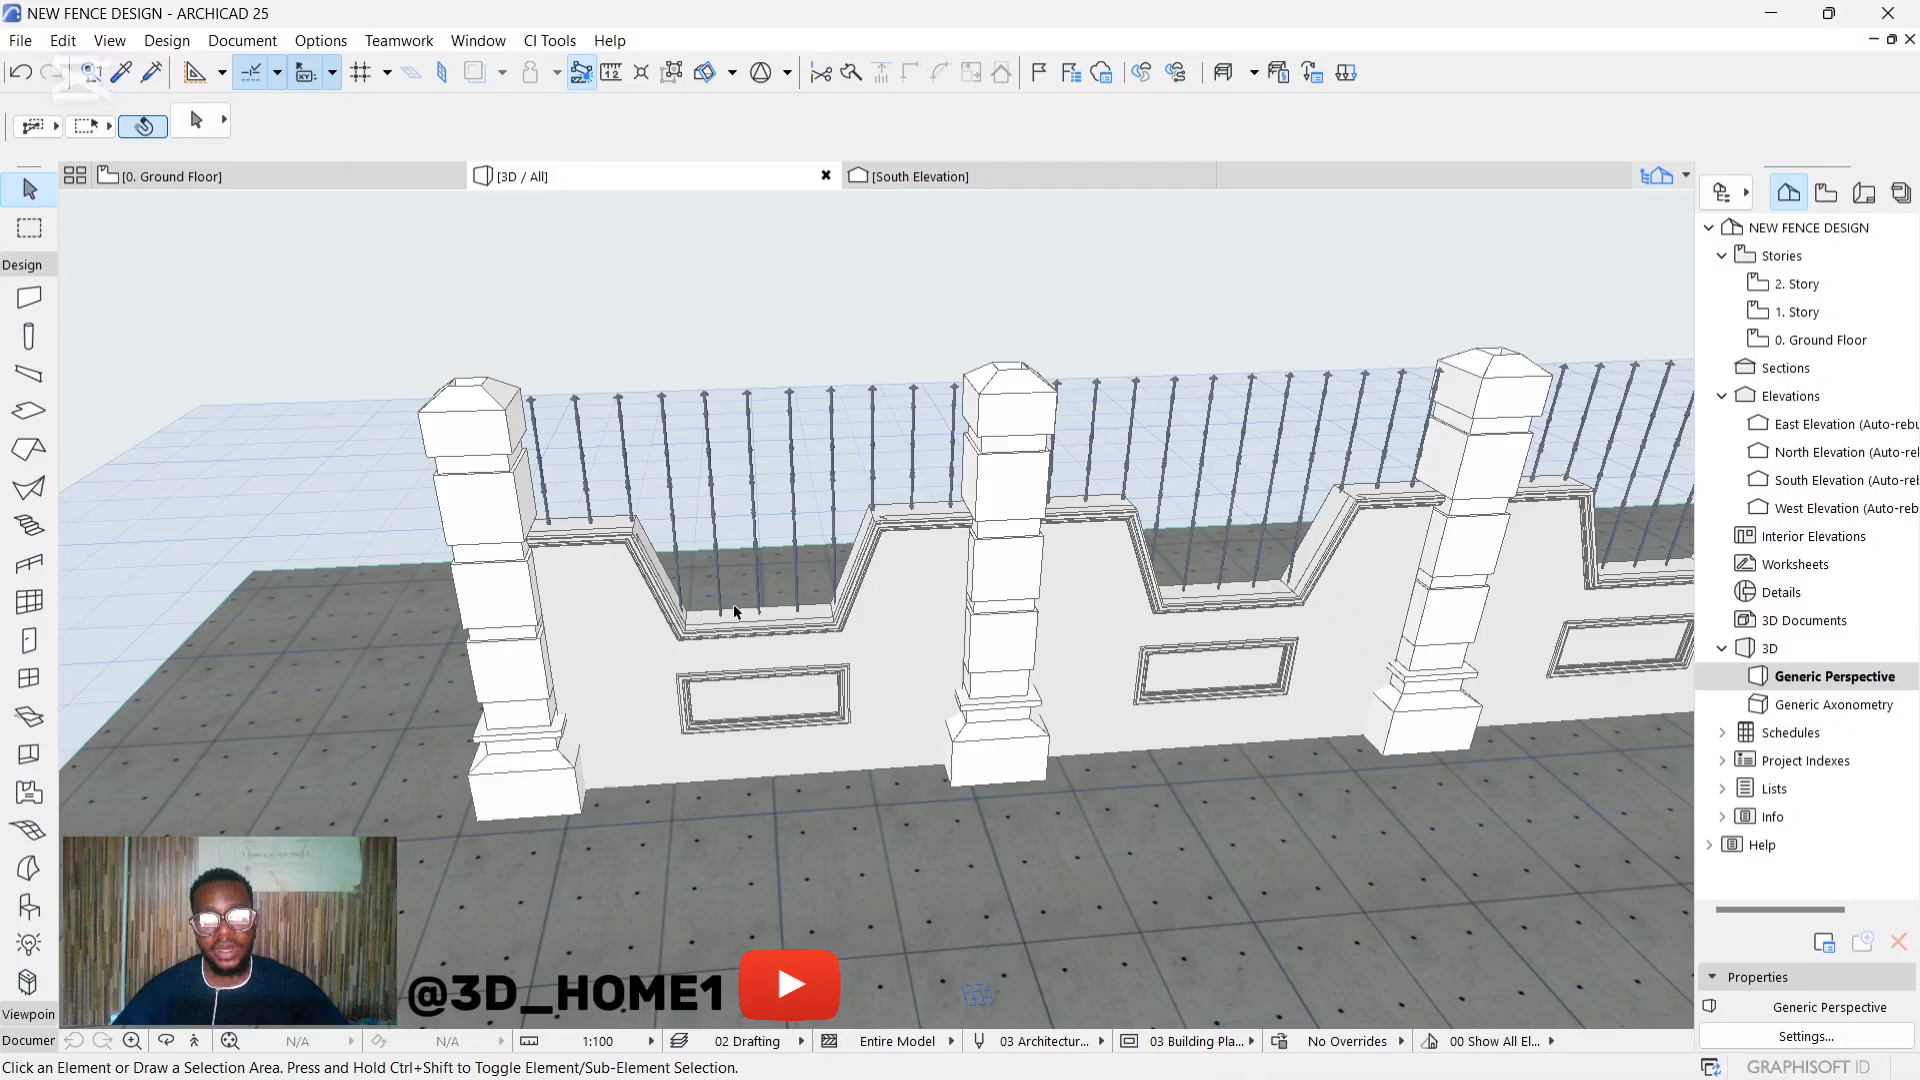 NEW FENCE DESIGN - ARCHICAD 25
File Edit View Design Document Options Teamwork Window CI Tools Help
[0. Ground Floor]
[3D / All]
[South Elevation]
Design
NEW FENCE DESIGN
Stories
2. Story
1. Story
0. Ground Floor
Sections
Elevations
East Elevation (Auto-rebu
North Elevation (Auto-rel
South Elevation (Auto-rel
West Elevation (Auto-reb
Interior Elevations
Worksheets
Details
3D Documents
3D
Generic Perspective
Generic Axonometry
Schedules
Project Indexes
Lists
Info
Help
Properties
Generic Perspective
Settings...
@3D_HOME1
Viewpoin
Documer
N/A
N/A
1:100
02 Drafting
Entire Model
03 Architectur...
03 Building Pla...
No Overrides
00 Show All El...
Click an Element or Draw a Selection Area. Press and Hold Ctrl+Shift to Toggle Element/Sub-Element Selection.
GRAPHISOFT ID